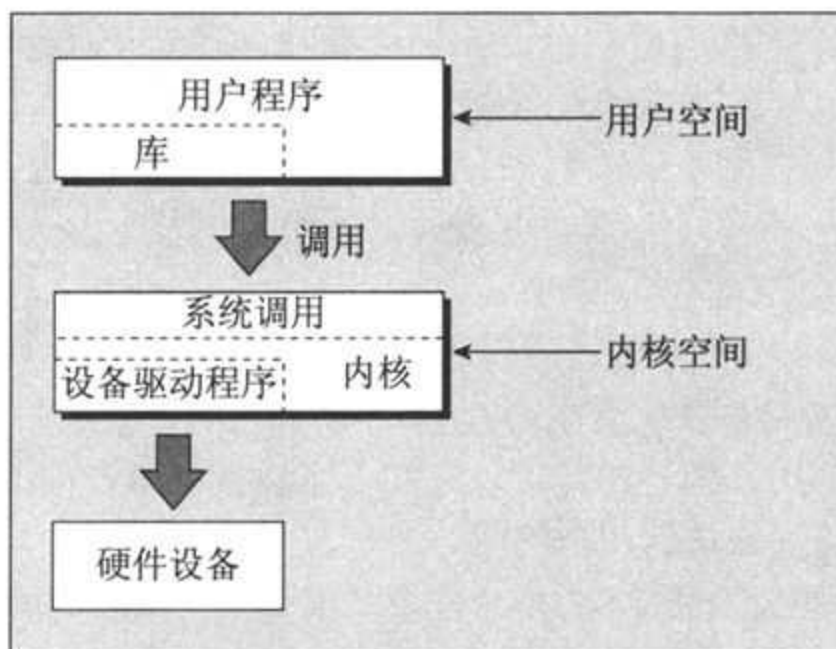 用户程序
用户空间
库
调用
系统调用
设备驱动程序
内核
内核空间
硬件设备